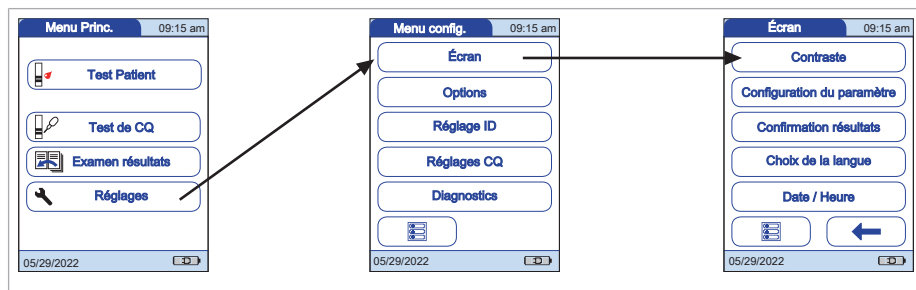 Menu Princ. 09:15 am
Test Patient
Test de CQ
Examen résultats
Réglages
05/29/2022
Menu config. 09:15 am
Écran
Options
Réglage ID
Réglages CQ
Diagnostics
05/29/2022
Écran 09:15 am
Contraste
Configuration du paramètre
Confirmation résultats
Choix de la langue
Date / Heure
05/29/2022